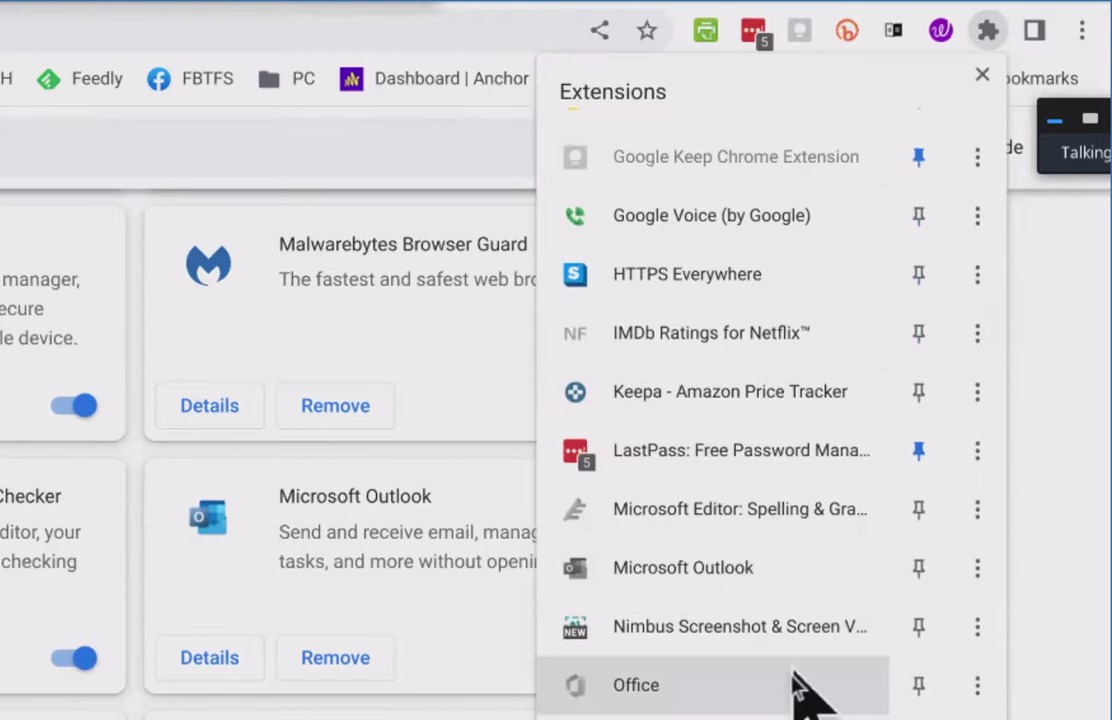 5
H
Feedly
FBTFS
PC
Dashboard | Anchor
ookmarks
Extensions
de
Talking
Google Keep Chrome Extension
Google Voice (by Google)
HTTPS Everywhere
NF
IMDb Ratings for Netflix™
Keepa - Amazon Price Tracker
5
LastPass: Free Password Mana...
Microsoft Editor: Spelling & Gra...
Microsoft Outlook
NEW
Nimbus Screenshot & Screen V...
Office
manager,
ecure
le device.
Malwarebytes Browser Guard
The fastest and safest web bro
Details
Remove
Checker
ditor, your
checking
Microsoft Outlook
Send and receive email, manag
tasks, and more without openi
Details
Remove